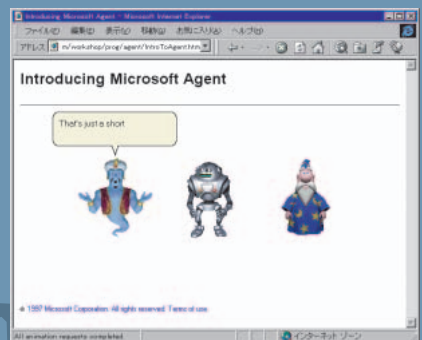 Introducing Microsoft Agent - Microsoft Internet Explorer
ファイル(F) 編集(E) 表示(V) 移動(G) お気に入り(A) ヘルプ(H)
アドレス m/workshop/prog/agent/IntroToAgent.htm
Introducing Microsoft Agent
That's just a short
© 1997 Microsoft Corporation. All rights reserved. Terms of use.
All animation requests completed インターネット ゾーン